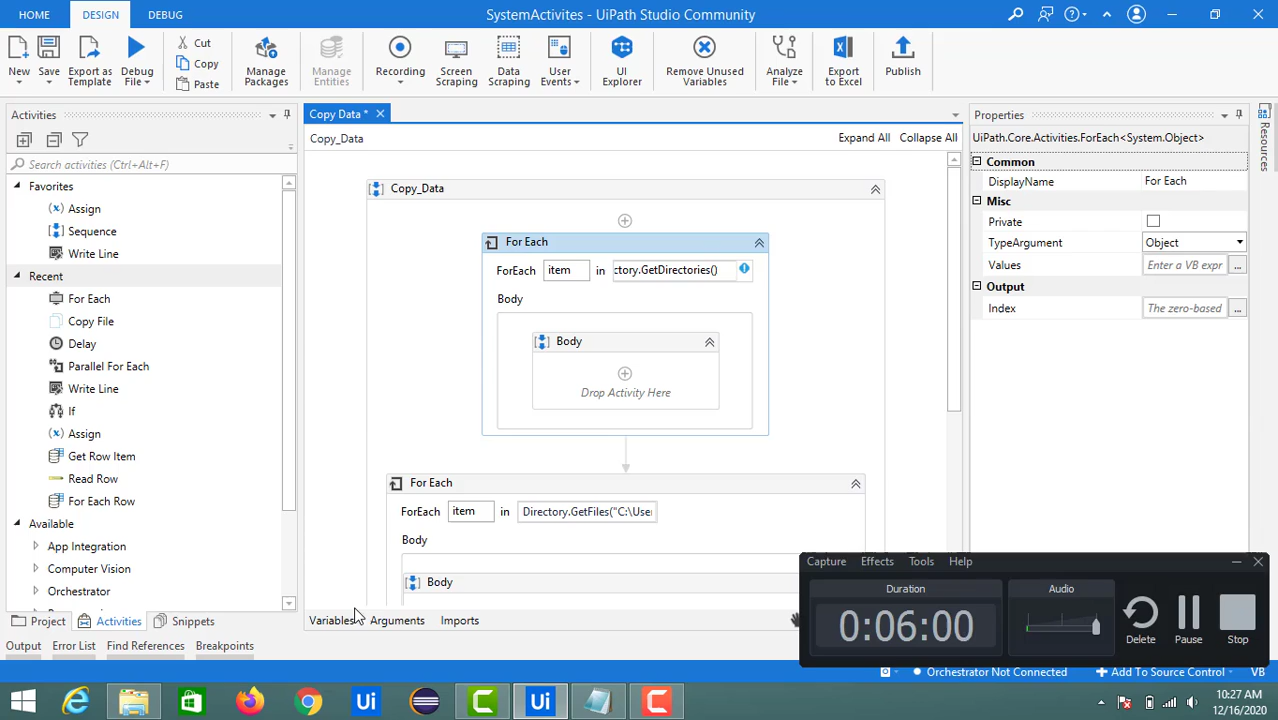 HOME DESIGN DEBUG SystemActivites - UiPath Studio Community
New Save Export as Template Debug File Cut Copy Paste Manage Packages Manage Entities Recording Screen Scraping Data Scraping User Events UI Explorer Remove Unused Variables Analyze File Export to Excel Publish
Activities
Search activities (Ctrl+Alt+F)
Favorites
Assign
Sequence
Write Line
Recent
For Each
Copy File
Delay
Parallel For Each
Write Line
If
Assign
Get Row Item
Read Row
For Each Row
Available
App Integration
Computer Vision
Orchestrator
Project Activities Snippets
Output Error List Find References Breakpoints
Copy Data *
Copy_Data Expand All Collapse All
Copy_Data
For Each
ForEach item in ctory.GetDirectories()
Body
Body
Drop Activity Here
For Each
ForEach item in Directory.GetFiles("C:\Use
Body
Body
Variables Arguments Imports
Properties
UiPath.Core.Activities.ForEach<System.Object>
Common
DisplayName For Each
Misc
Private
TypeArgument Object
Values Enter a VB expr ...
Output
Index The zero-based ...
Resources
Capture Effects Tools Help
Duration Audio
0:06:00
Delete Pause Stop
Orchestrator Not Connected Add To Source Control VB
Ui Ui
10:27 AM
12/16/2020